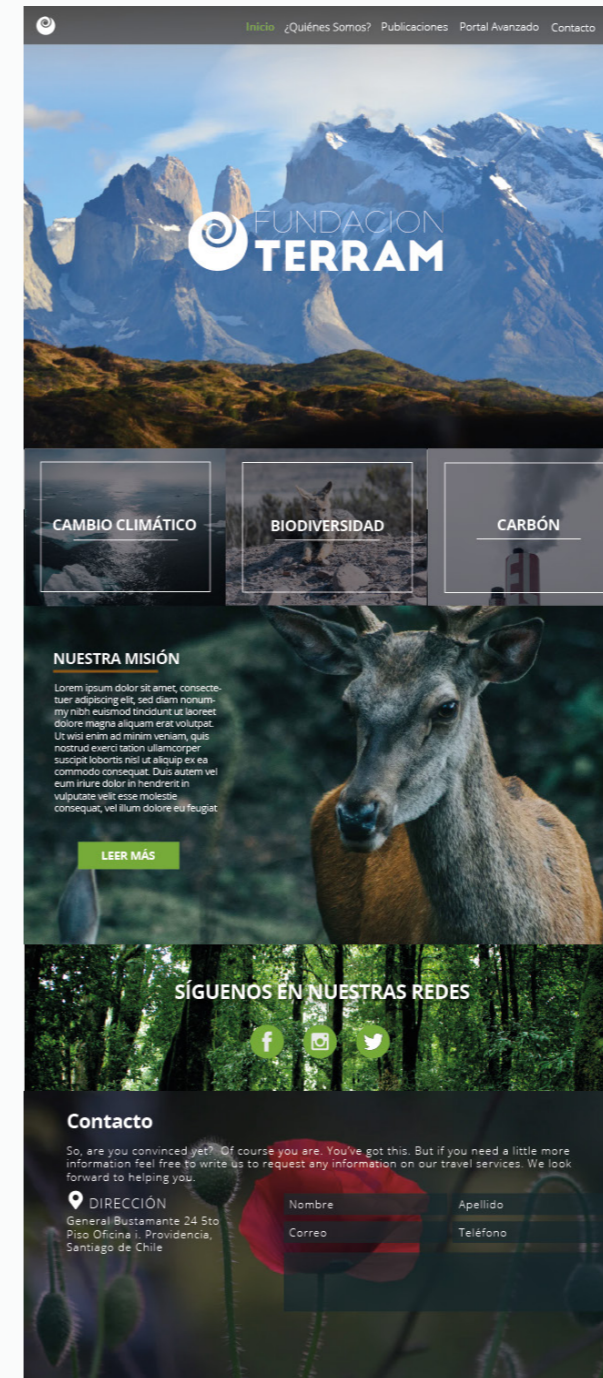 Inicio ¿Quiénes Somos? Publicaciones Portal Avanzado Contacto
FUNDACION
TERRAM
CAMBIO CLIMÁTICO
BIODIVERSIDAD
CARBÓN
NUESTRA MISIÓN
Lorem ipsum dolor sit amet, consecte-
tuer adipiscing elit, sed diam nonum-
my nibh euismod tincidunt ut laoreet
dolore magna aliquam erat volutpat.
Ut wisi enim ad minim veniam, quis
nostrud exerci tation ullamcorper
suscipit lobortis nisl ut aliquip ex ea
commodo consequat. Duis autem vel
eum iriure dolor in hendrerit in
vulputate velit esse molestie
consequat, vel illum dolore eu feugiat
LEER MÁS
SÍGUENOS EN NUESTRAS REDES
Contacto
So, are you convinced yet? Of course you are. You've got this. But if you need a little more
information feel free to write us to request any information on our travel services. We look
forward to helping you.
DIRECCIÓN
General Bustamante 24 5to
Piso Oficina i. Providencia,
Santiago de Chile
Nombre
Apellido
Correo
Teléfono